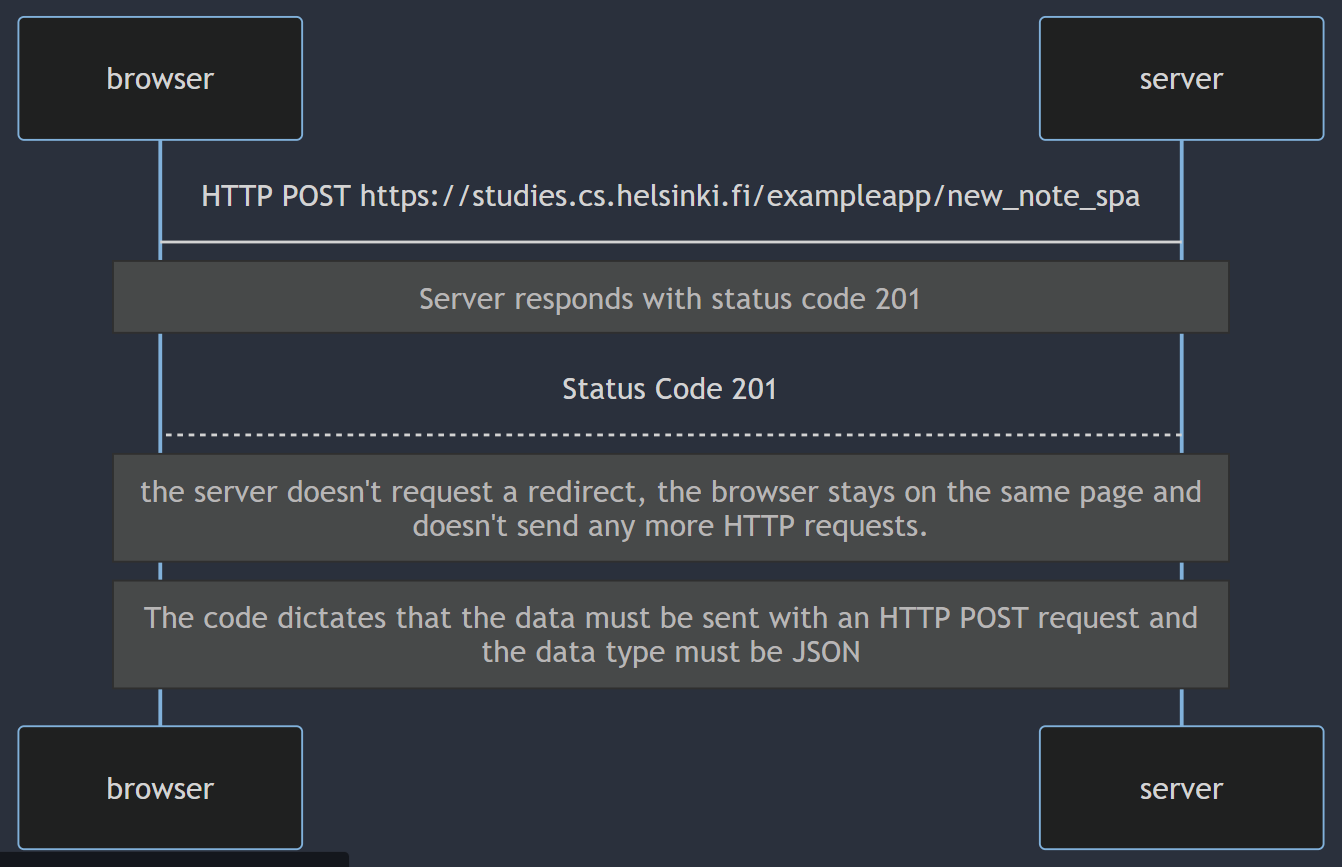 browser
server
HTTP POST https://studies.cs.helsinki.fi/exampleapp/new_note_spa
Server responds with status code 201
Status Code 201
the server doesn't request a redirect, the browser stays on the same page and
doesn't send any more HTTP requests.
The code dictates that the data must be sent with an HTTP POST request and
the data type must be JSON
browser
server